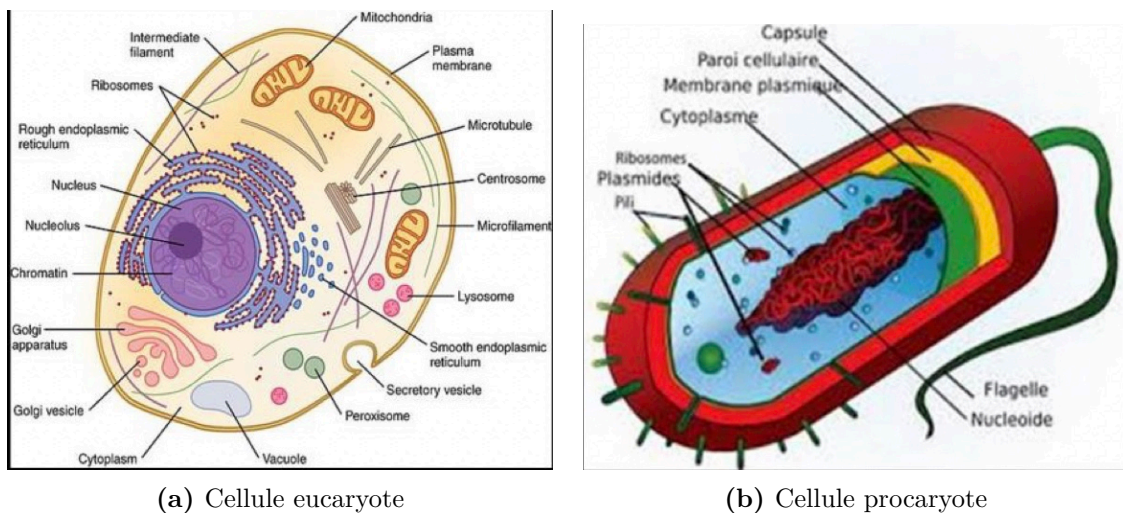 Mitochondria
Intermediate
filament
Plasma
membrane
Ribosomes
Rough endoplasmic
reticulum
Microtubule
Nucleus
Centrosome
Nucleolus
Microfilament
Chromatin
Lysosome
Golgi
apparatus
Smooth endoplasmic
reticulum
Secretory vesicle
Golgi vesicle
Peroxisome
Cytoplasm
Vacuole
(a) Cellule eucaryote
Capsule
Paroi cellulaire
Membrane plasmique
Cytoplasme
Ribosomes
Plasmides
Pili
Flagelle
Nucleoide
(b) Cellule procaryote